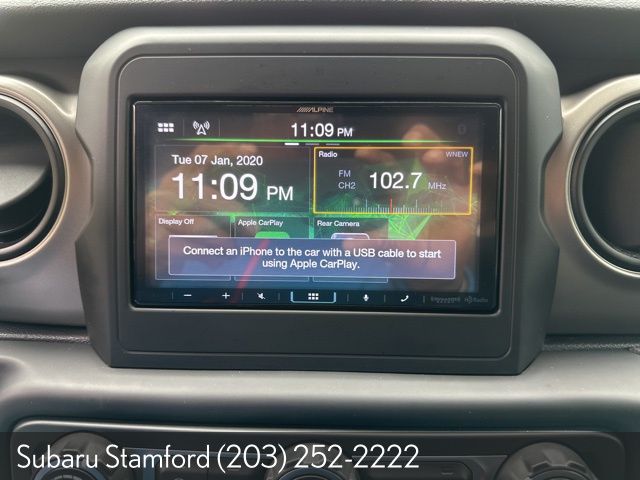 ALPINE
11:09 PM
Tue 07 Jan, 2020
11:09 PM
Radio WNEW
FM
CH2 102.7 MHz
Display Off Apple CarPlay Rear Camera
Connect an iPhone to the car with a USB cable to start
using Apple CarPlay.
HD Radio
Subaru Stamford (203) 252-2222